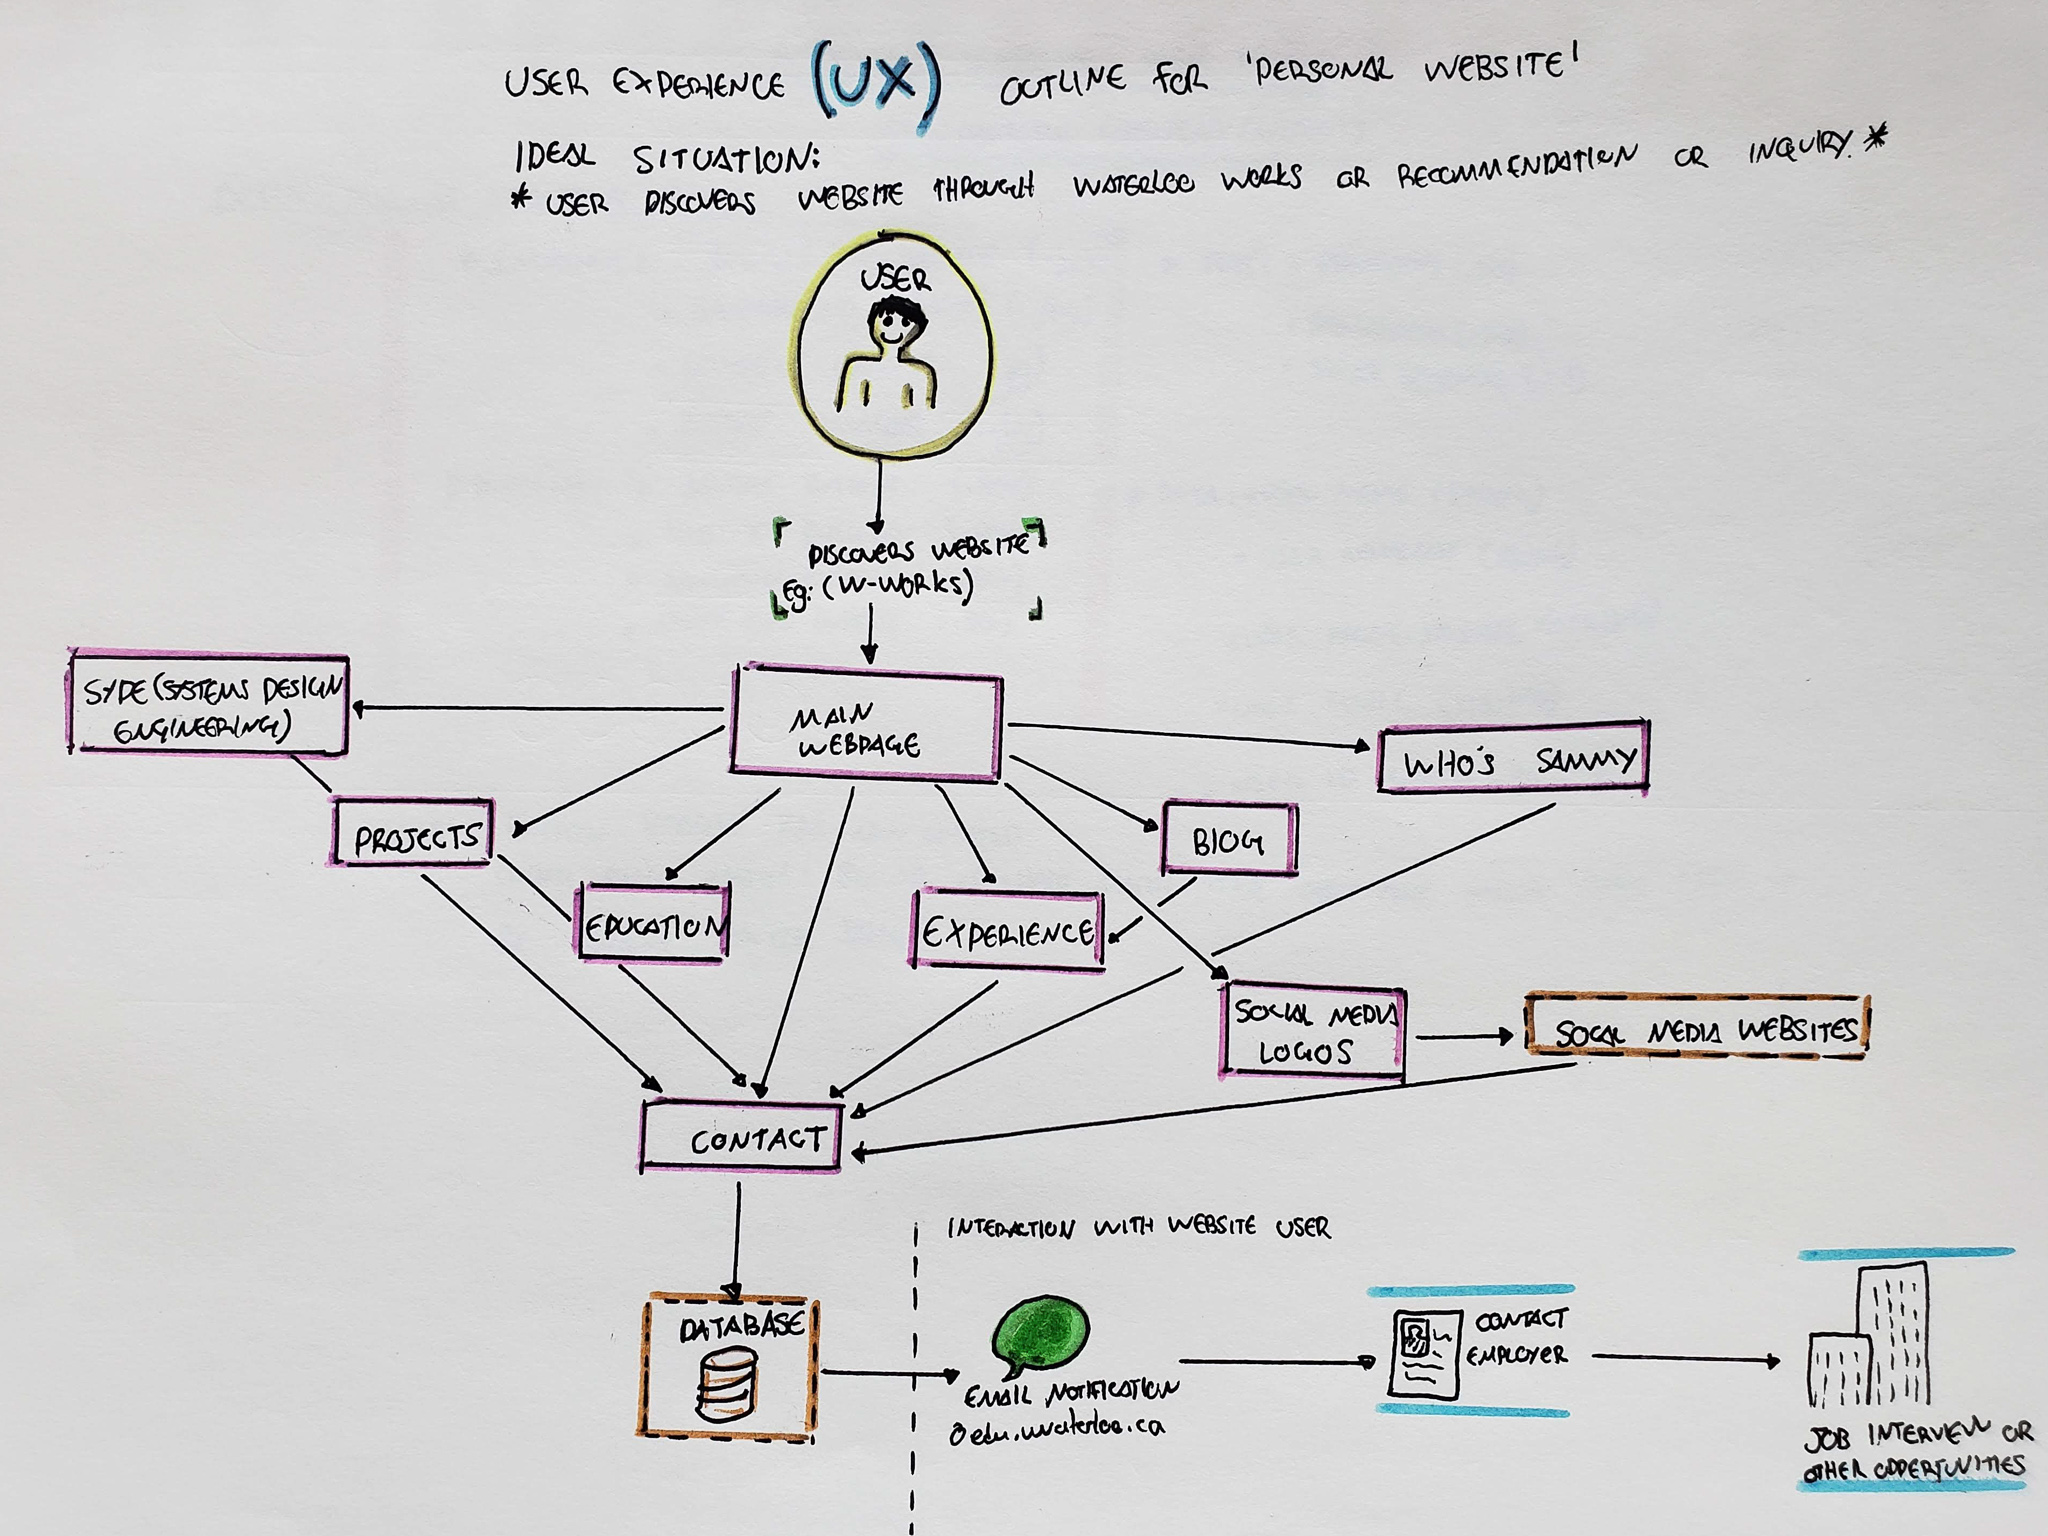 USER EXPERIENCE (UX) OUTLINE FOR 'PERSONAL WEBSITE'
IDEAL SITUATION:
* USER DISCOVERS WEBSITE THROUGH WATERLOO WORKS OR RECOMMENDATION OR INQUIRY. *
USER
DISCOVERS WEBSITE
Eg: (W-WORKS)
SYDE (SYSTEMS DESIGN
ENGINEERING)
MAIN
WEBPAGE
WHO'S SAMMY
PROJECTS
BLOG
EDUCATION
EXPERIENCE
SOCIAL MEDIA
LOGOS
SOCAL MEDIA WEBSITES
CONTACT
INTERACTION WITH WEBSITE USER
DATABASE
EMAIL NOTIFICATION
@edu.uwaterloo.ca
CONTACT
EMPLOYER
JOB INTERVIEW OR
OTHER OPPERTUNITIES